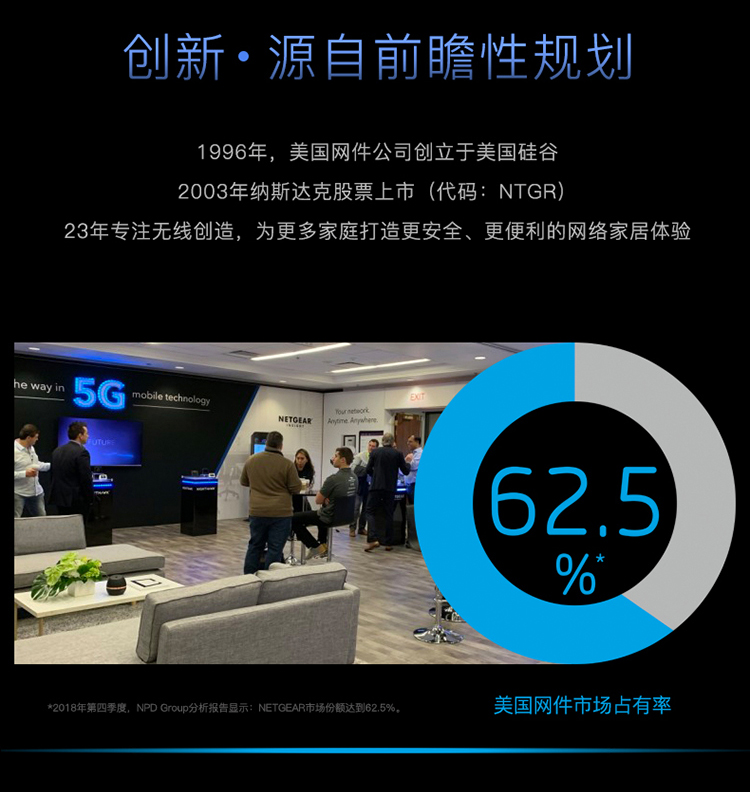 创新·源自前瞻性规划
1996年，美国网件公司创立于美国硅谷
2003年纳斯达克股票上市（代码：NTGR）
23年专注无线创造，为更多家庭打造更安全、更便利的网络家居体验
he way in 5G mobile technology
NETGEAR
INSIGHT
Your network.
Anytime. Anywhere.
EXIT
FUTURE
NIGHTHAWK
62.5
%*
*2018年第四季度，NPD Group分析报告显示：NETGEAR市场份额达到62.5%。
美国网件市场占有率